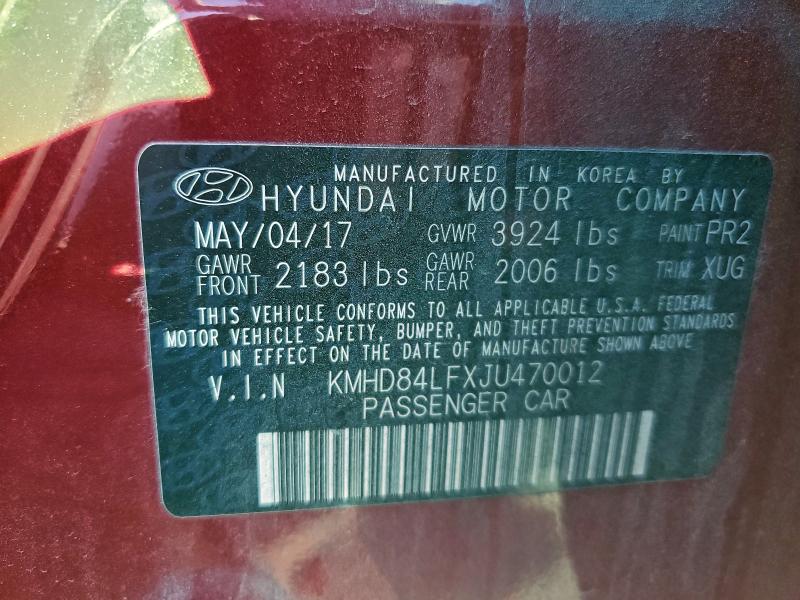 MANUFACTURED IN KOREA BY
HYUNDAI MOTOR COMPANY
MAY/04/17 GVWR 3924 lbs PAINT PR2
GAWR FRONT 2183 lbs GAWR REAR 2006 lbs TRIM XUG
THIS VEHICLE CONFORMS TO ALL APPLICABLE U.S.A. FEDERAL
MOTOR VEHICLE SAFETY, BUMPER, AND THEFT PREVENTION STANDARDS
IN EFFECT ON THE DATE OF MANUFACTURE SHOWN ABOVE
V.I.N KMHD84LFXJU470012
PASSENGER CAR